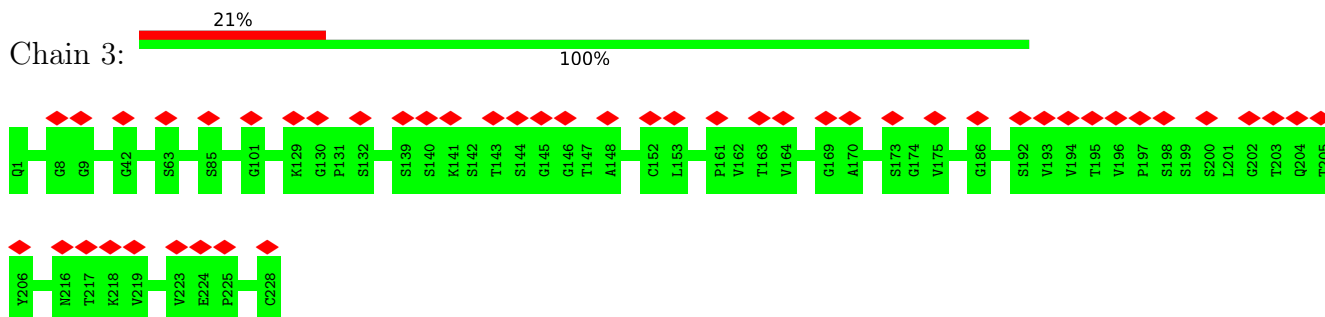 21%
Chain 3:
100%
Q1 G8 G9 G42 S63 S85 G101 K129 G130 P131 S132 S139 S140 K141 S142 T143 S144 G145 G146 T147 A148 C152 L153 P161 V162 T163 V164 G169 A170 S173 G174 V175 G186 S192 V193 V194 T195 V196 P197 S198 S199 S200 L201 G202 T203 Q204 T205
Y206 N216 T217 K218 V219 V223 E224 P225 C228